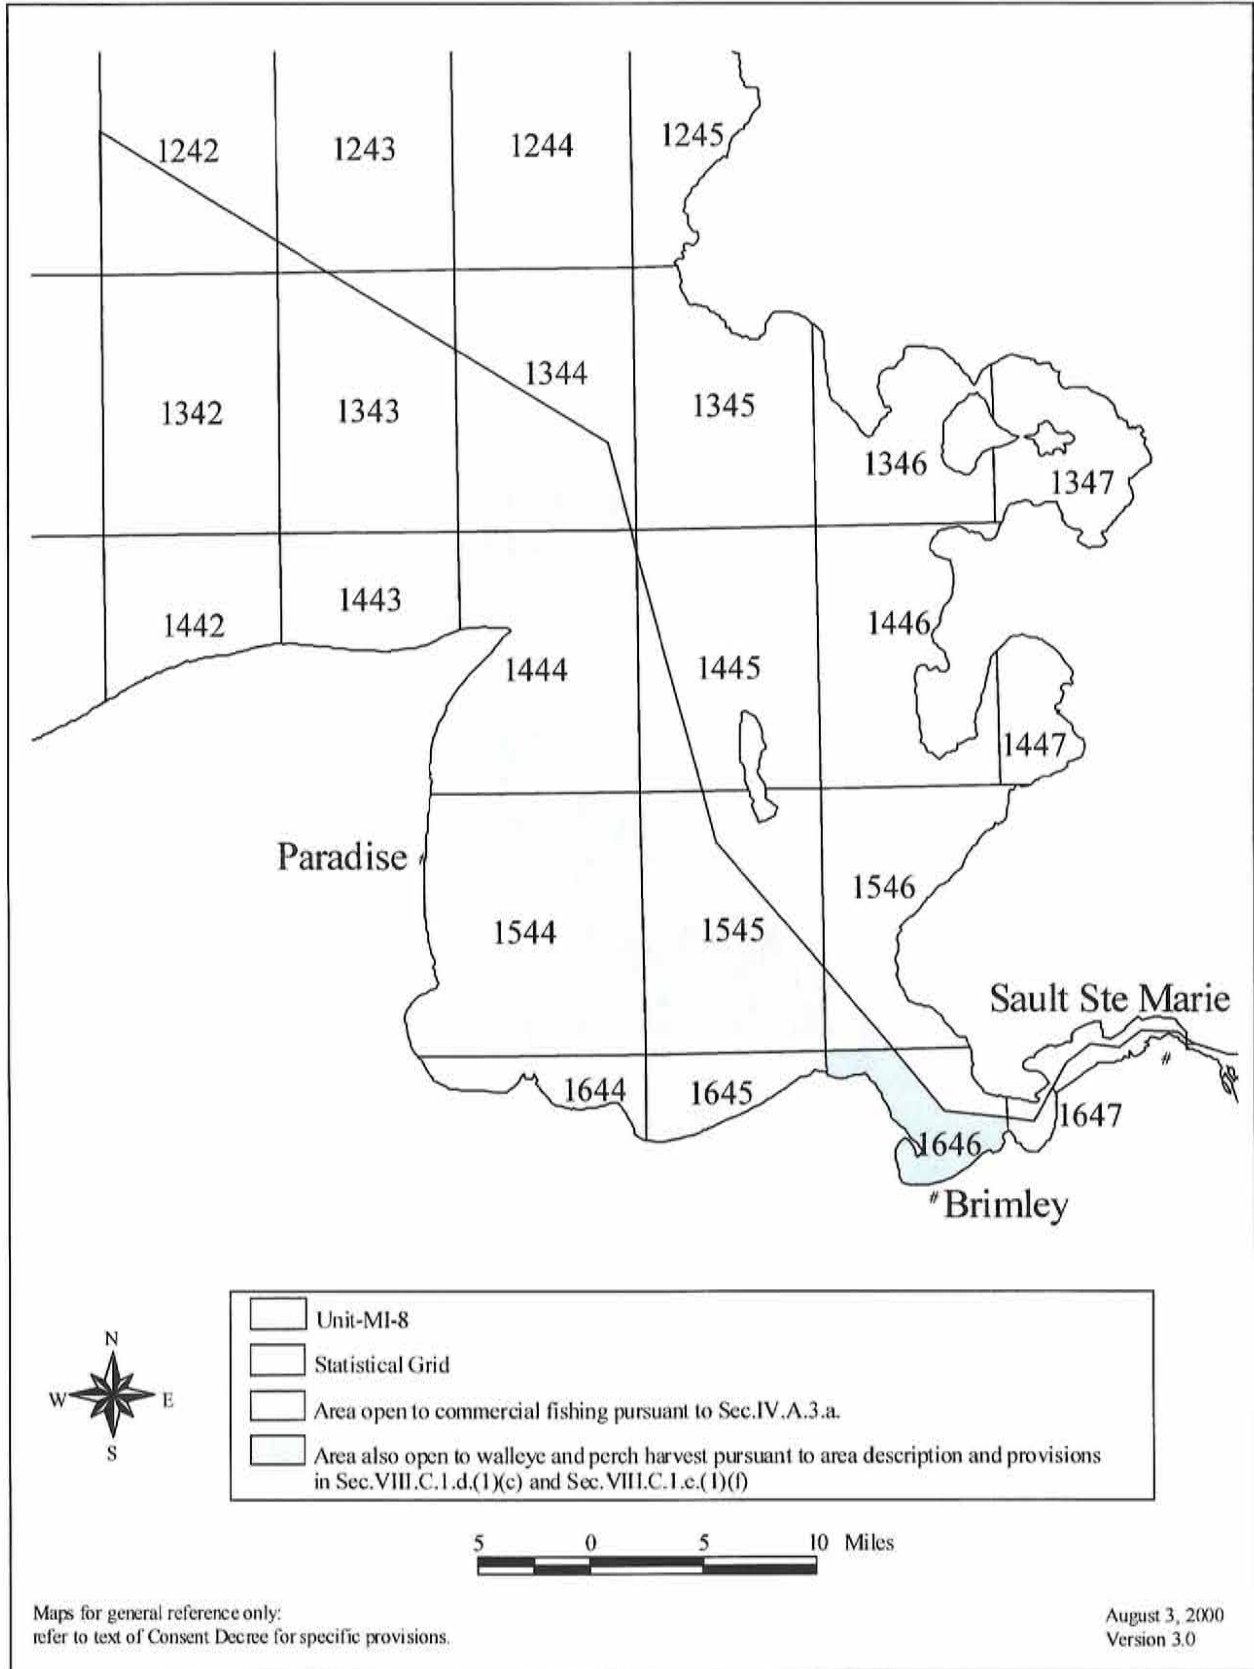 1242
1243
1244
1245
1342
1343
1344
1345
1346
1347
1442
1443
1444
1445
1446
1447
Paradise
1544
1545
1546
Sault Ste Marie
#
1644
1645
1646
1647
# Brimley
N
W E
S
Unit-MI-8
Statistical Grid
Area open to commercial fishing pursuant to Sec.IV.A.3.a.
Area also open to walleye and perch harvest pursuant to area description and provisions
in Sec.VIII.C.1.d.(1)(c) and Sec.VIII.C.1.e.(1)(f)
5 0 5 10 Miles
Maps for general reference only:
refer to text of Consent Decree for specific provisions.
August 3, 2000
Version 3.0